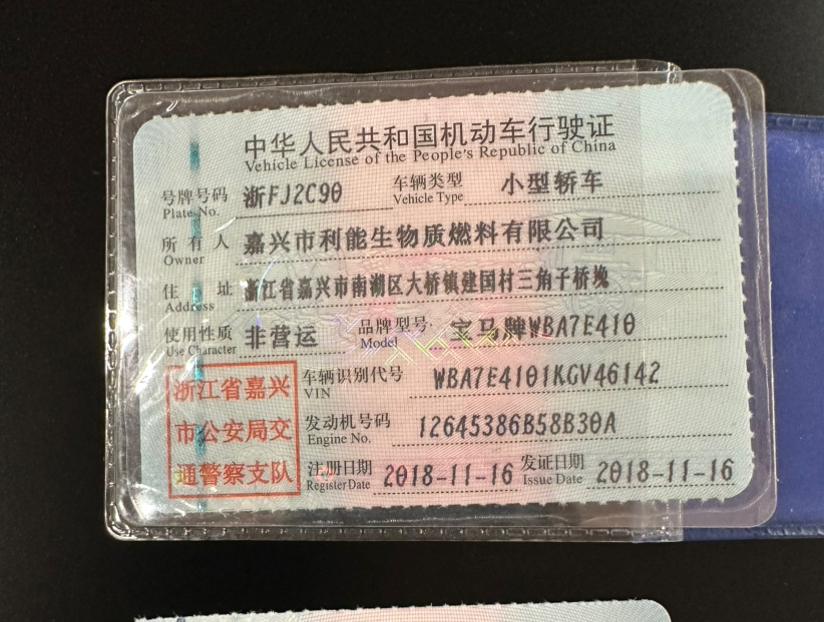 中华人民共和国机动车行驶证
Vehicle License of the People's Republic of China
号牌号码 浙FJ2C90 车辆类型 小型轿车
Plate No. Vehicle Type
所有人 嘉兴市利能生物质燃料有限公司
Owner
住址 浙江省嘉兴市南湖区大桥镇建国村三角子桥堍
Address
使用性质 非营运 品牌型号 宝马牌WBA7E410
Use Character Model
浙江省嘉兴 车辆识别代号 WBA7E4101KGV46142
VIN
市公安局交 发动机号码 12645386B58B30A
Engine No.
通警察支队 注册日期 2018-11-16 发证日期 2018-11-16
Register Date Issue Date